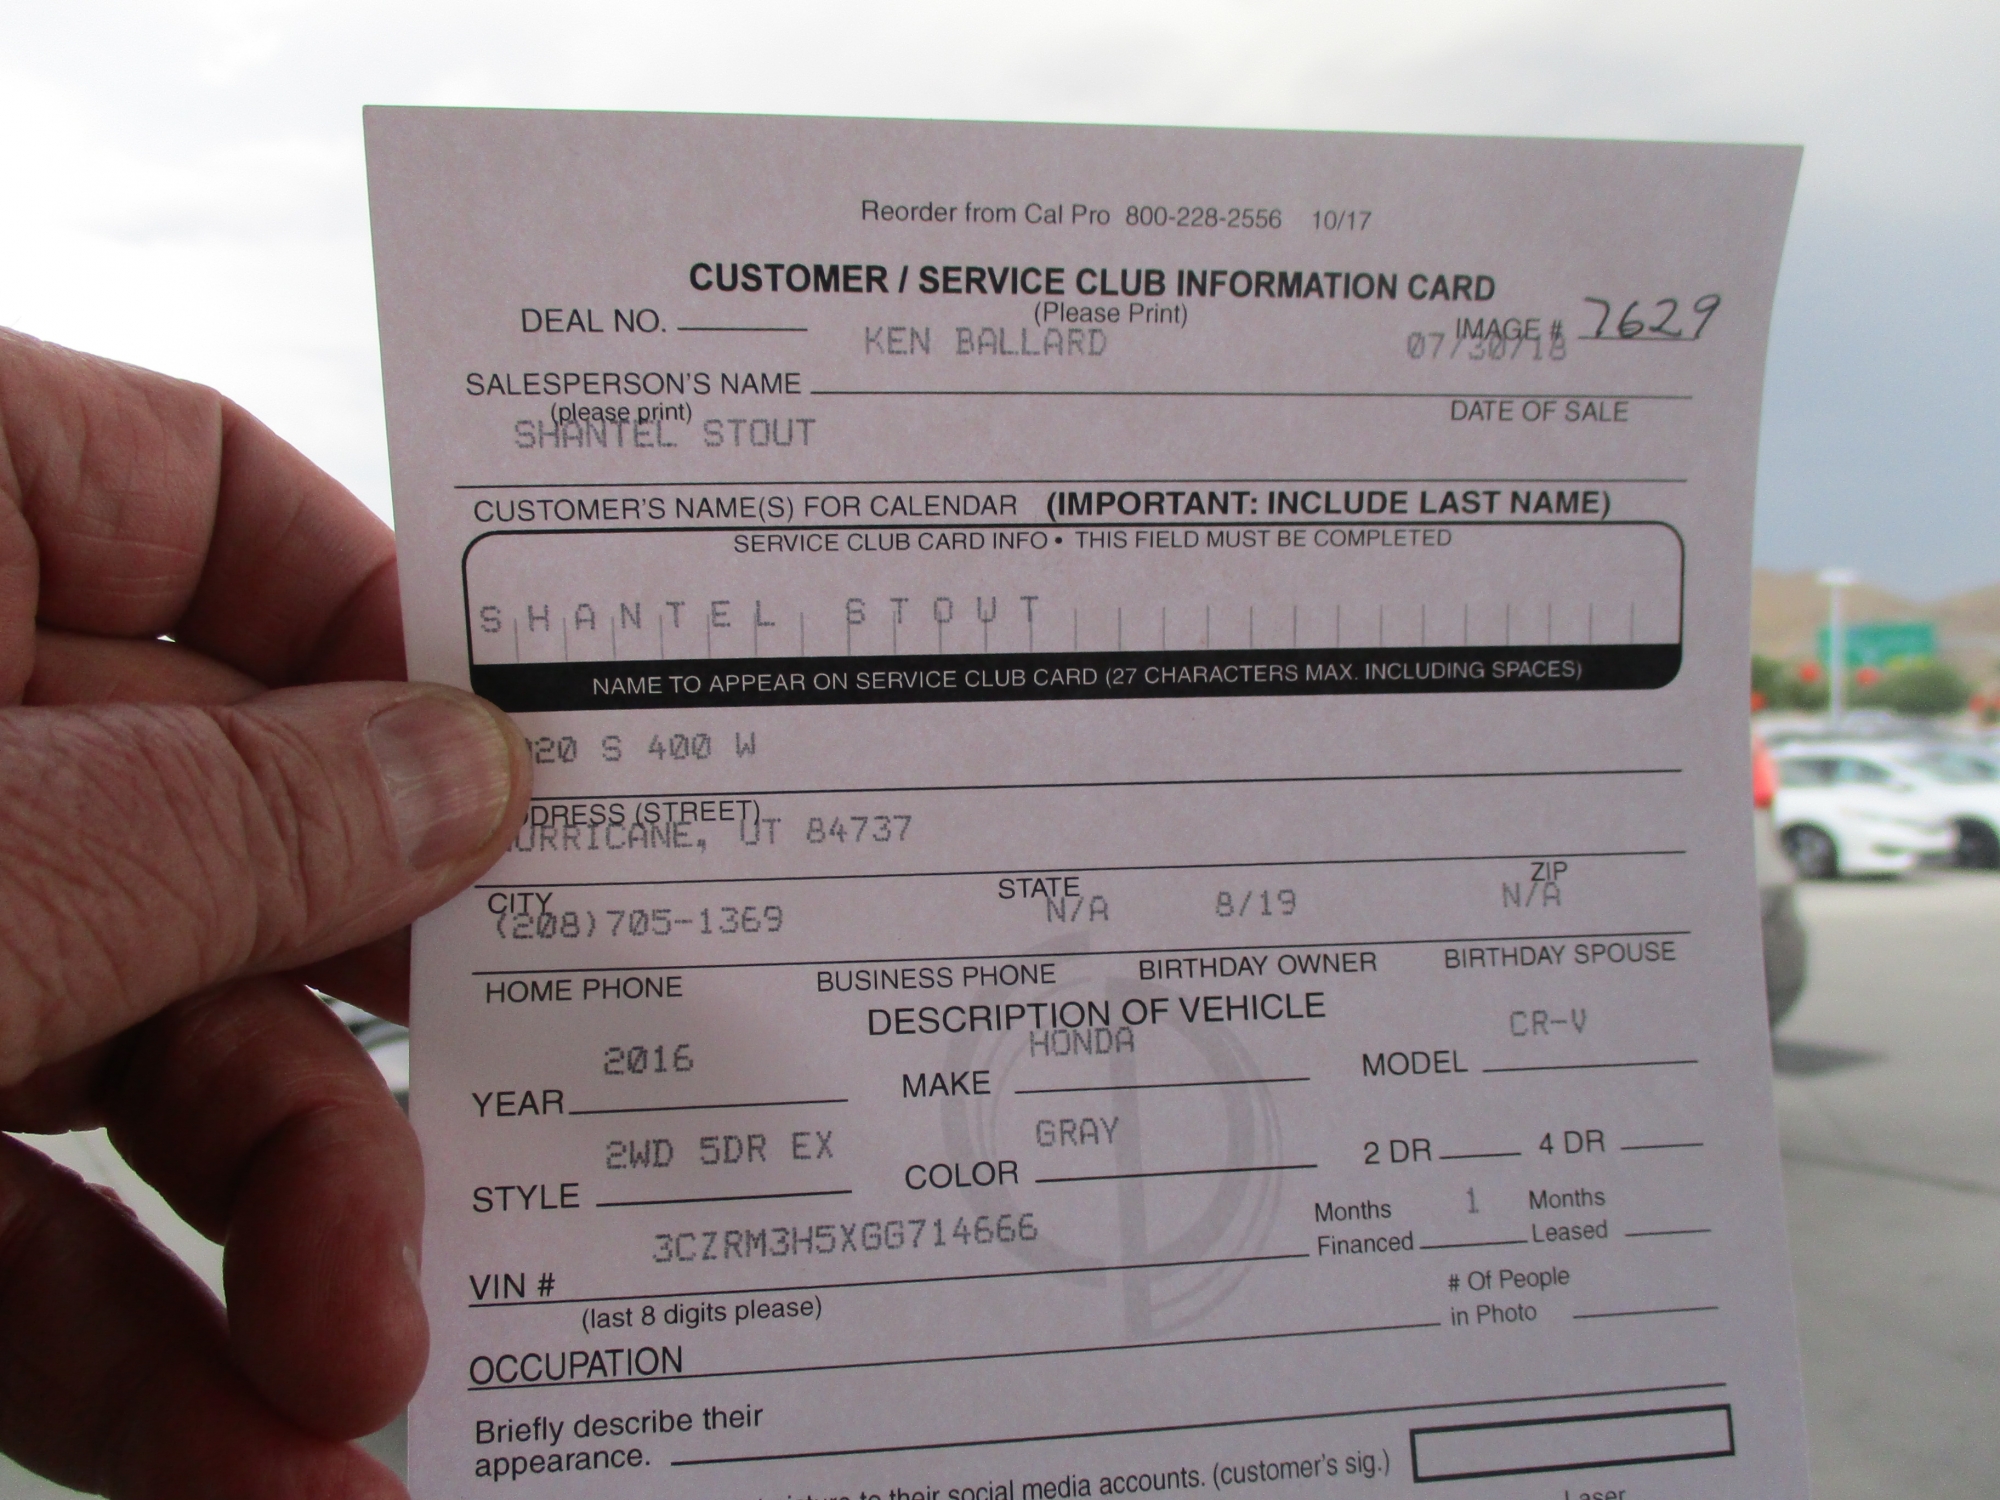 Reorder from Cal Pro 800-228-2556 10/17
CUSTOMER / SERVICE CLUB INFORMATION CARD
(Please Print)
DEAL NO. IMAGE # 7629
KEN BALLARD 07/30/18
SALESPERSON'S NAME
(please print) DATE OF SALE
SHANTEL STOUT
CUSTOMER'S NAME(S) FOR CALENDAR (IMPORTANT: INCLUDE LAST NAME)
SERVICE CLUB CARD INFO • THIS FIELD MUST BE COMPLETED
SHANTEL STOUT
NAME TO APPEAR ON SERVICE CLUB CARD (27 CHARACTERS MAX. INCLUDING SPACES)
20 S 400 W
DDRESS (STREET)
URRICANE, UT 84737
CITY STATE ZIP
(208)705-1369 N/A 8/19 N/A
HOME PHONE BUSINESS PHONE BIRTHDAY OWNER BIRTHDAY SPOUSE
DESCRIPTION OF VEHICLE
2016 HONDA CR-V
YEAR MAKE MODEL
2WD 5DR EX GRAY
STYLE COLOR 2 DR 4 DR
3CZRM3H5XGG714666 Months Financed 1 Months Leased
VIN #
(last 8 digits please) # Of People in Photo
OCCUPATION
Briefly describe their
appearance.
to their social media accounts. (customer's sig.)
Laser